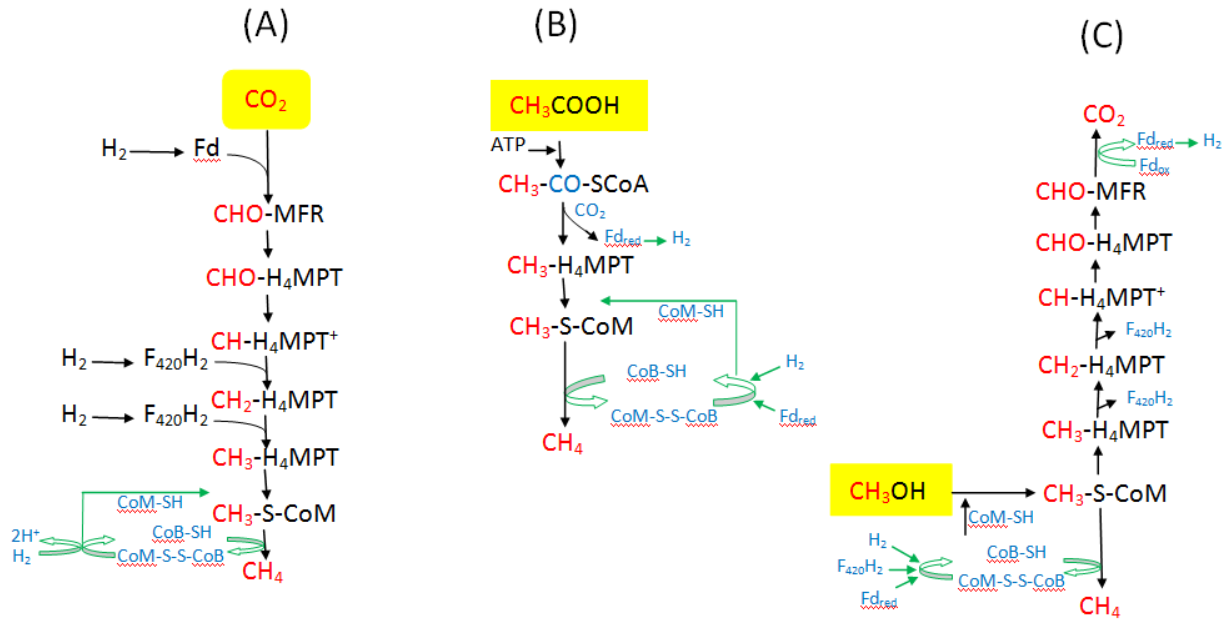 (A)
CO₂
H₂ Fd
CHO-MFR
CHO-H₄MPT
CH-H₄MPT⁺
H₂ F₄₂₀H₂
CH₂-H₄MPT
H₂ F₄₂₀H₂
CH₃-H₄MPT
CoM-SH
CH₃-S-CoM
2H⁺ CoB-SH
H₂ CoM-S-S-CoB
CH₄
(B)
CH₃COOH
ATP
CH₃-CO-SCoA
CO₂
Fdred H₂
CH₃-H₄MPT
CoM-SH
CH₃-S-CoM
H₂
CoB-SH
CoM-S-S-CoB Fdred
CH₄
(C)
CO₂
Fdred H₂
Fdox
CHO-MFR
CHO-H₄MPT
CH-H₄MPT⁺
F₄₂₀H₂
CH₂-H₄MPT
F₄₂₀H₂
CH₃-H₄MPT
CH₃OH CH₃-S-CoM
CoM-SH
H₂ CoB-SH
F₄₂₀H₂ CoM-S-S-CoB
Fdred
CH₄